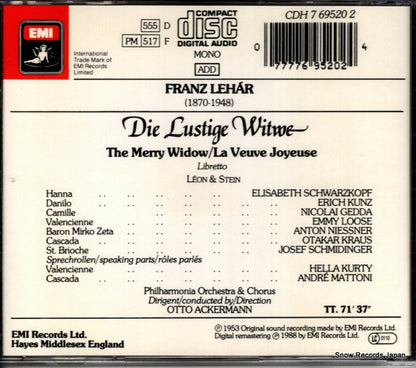 EMI
International
Trade Mark of
EMI Records
Limited
555 D
PM 517 F
COMPACT
disc
DIGITAL AUDIO
MONO
ADD
CDH 7 69520 2
0 77776 95202 4
FRANZ LEHÁR
(1870-1948)
Die Lustige Witwe
The Merry Widow/La Veuve Joyeuse
Libretto
LÉON & STEIN
Hanna .. .. .. .. .. ELISABETH SCHWARZKOPF
Danilo .. .. .. .. .. ERICH KUNZ
Camille .. .. .. .. .. NICOLAI GEDDA
Valencienne .. .. .. .. .. EMMY LOOSE
Baron Mirko Zeta .. .. .. .. ANTON NIESSNER
Cascada .. .. .. .. .. OTAKAR KRAUS
St. Brioche .. .. .. .. .. JOSEF SCHMIDINGER
Sprechrollen/speaking parts/rôles parlés
Valencienne .. .. .. .. .. HELLA KURTY
Cascada .. .. .. .. .. ANDRÉ MATTONI
Philharmonia Orchestra & Chorus
Dirigent/conducted by/Direction
OTTO ACKERMANN
TT. 71' 37"
EMI Records Ltd.
Hayes Middlesex England
Ⓟ 1953 Original sound recording made by EMI Records Ltd.
Digital remastering Ⓟ 1988 by EMI Records Ltd.
LC 0110
Snow Records Japan